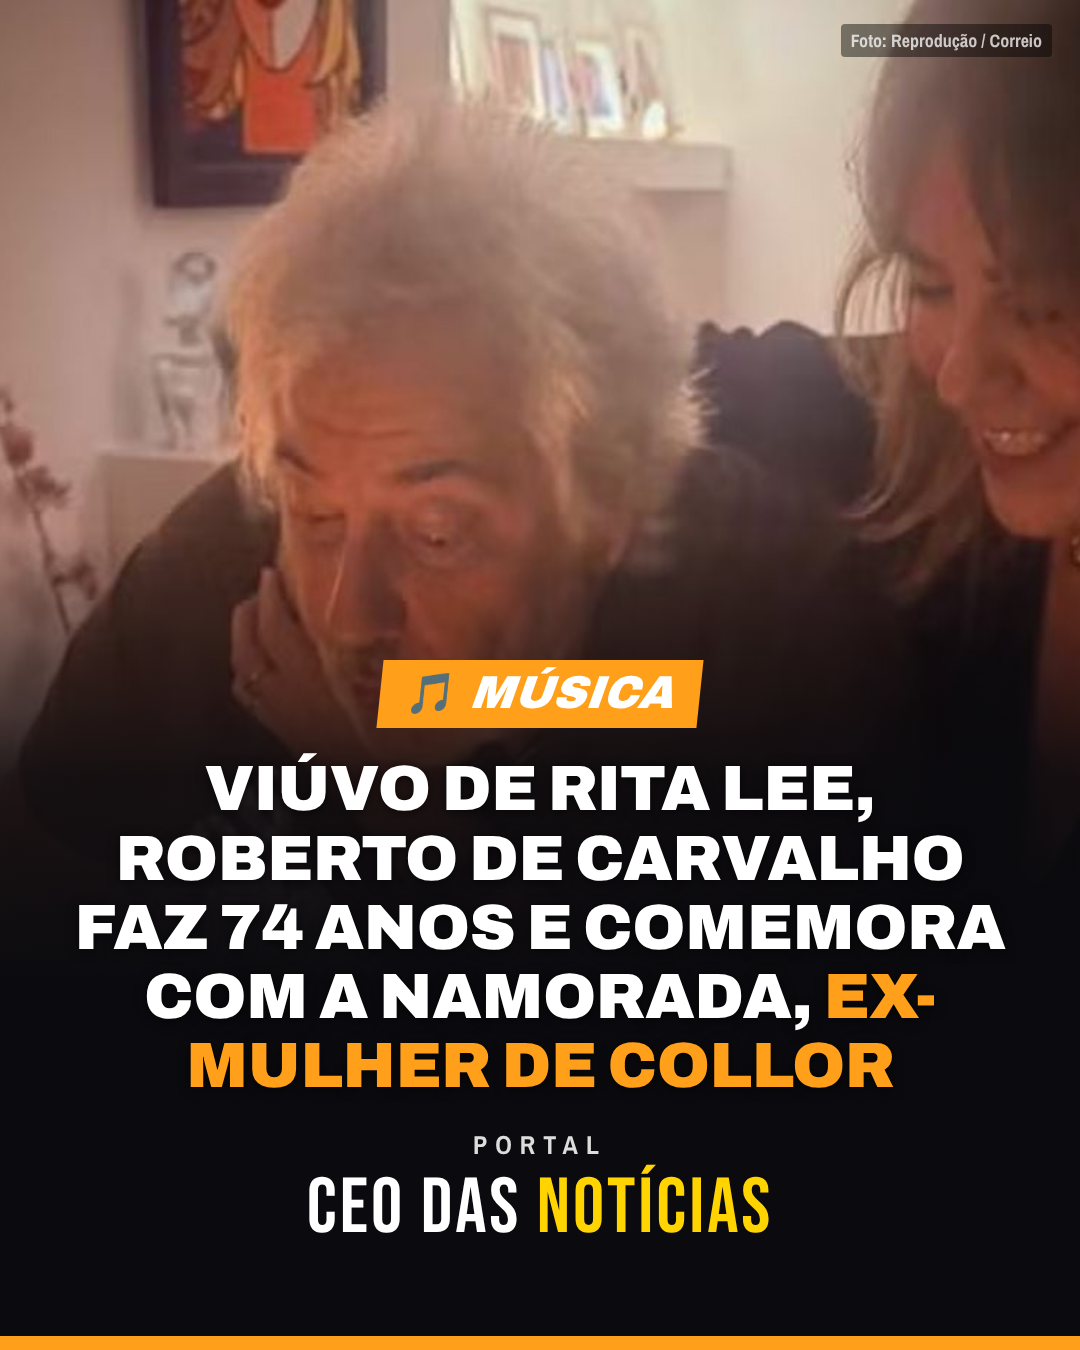 Foto: Reprodução / Correio
🎵 MÚSICA
VIÚVO DE RITA LEE,
ROBERTO DE CARVALHO
FAZ 74 ANOS E COMEMORA
COM A NAMORADA, EX-
MULHER DE COLLOR
PORTAL
CEO DAS NOTÍCIAS